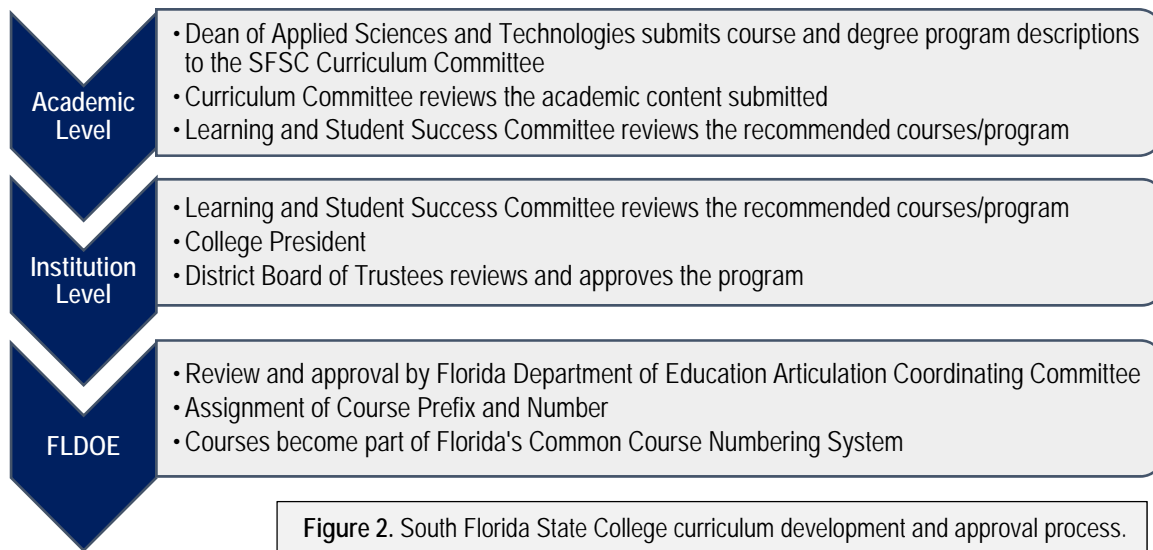 Academic
Level
• Dean of Applied Sciences and Technologies submits course and degree program descriptions
to the SFSC Curriculum Committee
• Curriculum Committee reviews the academic content submitted
• Learning and Student Success Committee reviews the recommended courses/program
Institution
Level
• Learning and Student Success Committee reviews the recommended courses/program
• College President
• District Board of Trustees reviews and approves the program
FLDOE
• Review and approval by Florida Department of Education Articulation Coordinating Committee
• Assignment of Course Prefix and Number
• Courses become part of Florida's Common Course Numbering System
Figure 2. South Florida State College curriculum development and approval process.